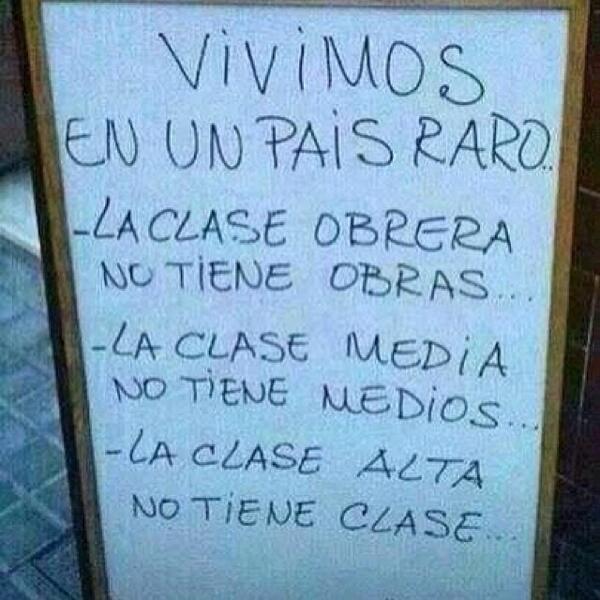 ViViMOS
EN UN PAiS RARO..
-LA CLASE OBRERA
NO TiENE OBRAS...
-LA CLASE MEDiA
NO TiENE MEDiOS...
-LA CLASE ALTA
NO TiENE CLASE...